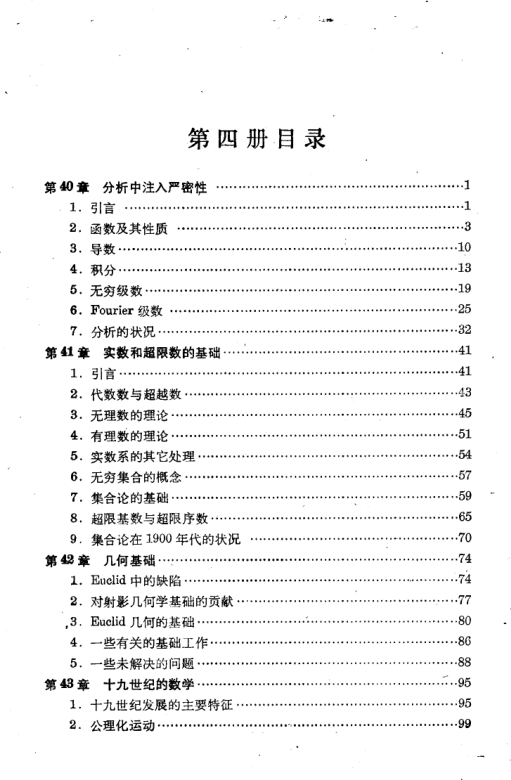 第四册目录
第40章 分析中注入严密性 ……1
1. 引言 ……1
2. 函数及其性质 ……3
3. 导数……10
4. 积分……13
5. 无穷级数……19
6. Fourier 级数 ……25
7. 分析的状况……32
第41章 实数和超限数的基础……41
1. 引言……41
2. 代数数与超越数……43
3. 无理数的理论……45
4. 有理数的理论……51
5. 实数系的其它处理……54
6. 无穷集合的概念……57
7. 集合论的基础……59
8. 超限基数与超限序数……65
9. 集合论在 1900 年代的状况 ……70
第42章 几何基础……74
1. Euclid 中的缺陷……74
2. 对射影几何学基础的贡献……77
3. Euclid 几何的基础……80
4. 一些有关的基础工作……86
5. 一些未解决的问题……88
第43章 十九世纪的数学……95
1. 十九世纪发展的主要特征……95
2. 公理化运动……99